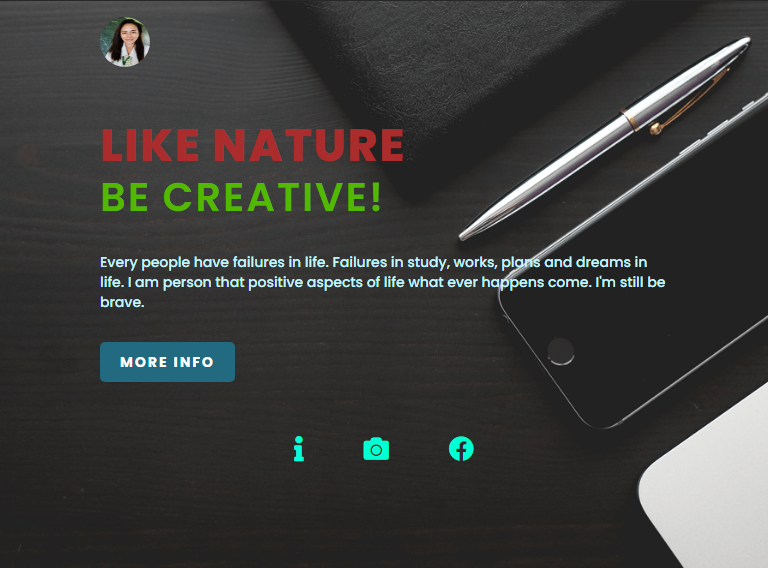 LIKE NATURE
BE CREATIVE!
Every people have failures in life. Failures in study, works, plans and dreams in
life. I am person that positive aspects of life what ever happens come. I'm still be
brave.
MORE INFO